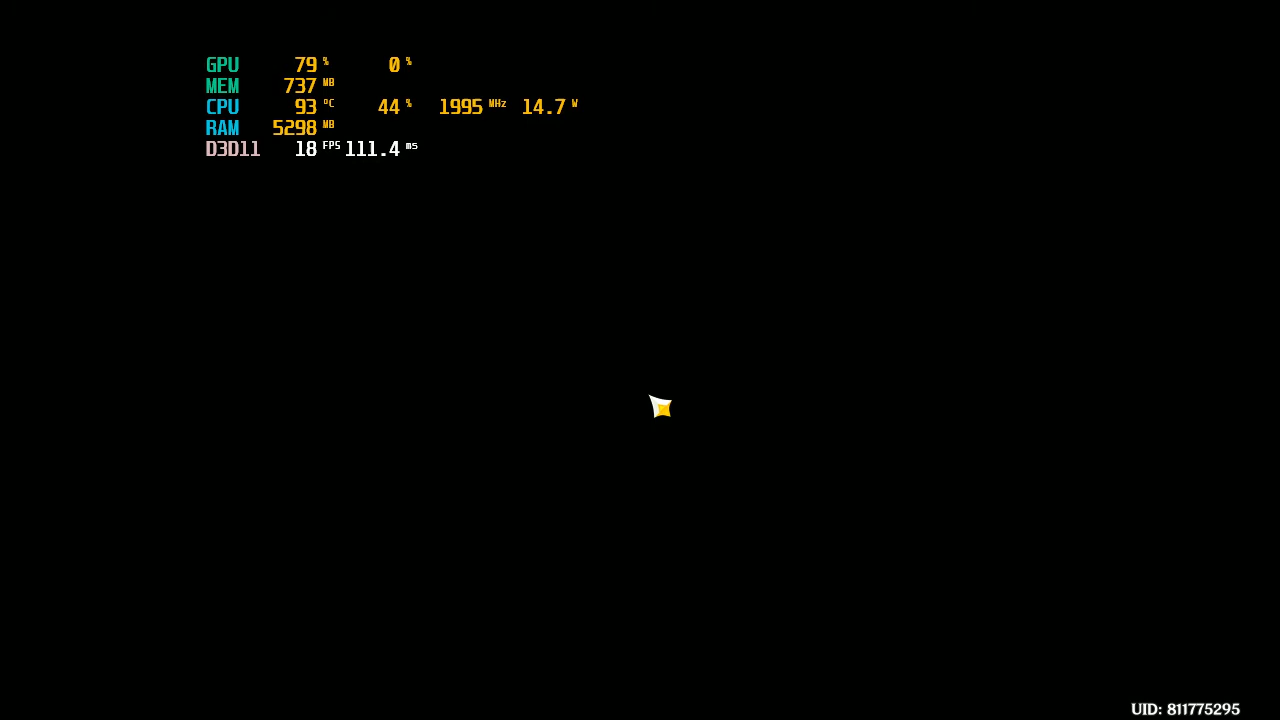 GPU 79 % 0 %
MEM 737 MB
CPU 93 °C 44 % 1995 MHz 14.7 W
RAM 5298 MB
D3D11 18 FPS 111.4 ms
UID: 811775295